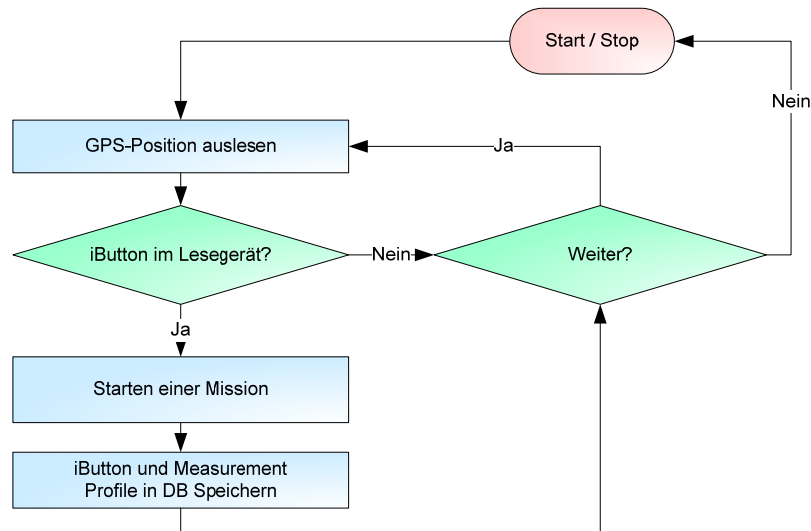 Start / Stop
Nein
GPS-Position auslesen
Ja
iButton im Lesegerät?
Nein
Weiter?
Ja
Starten einer Mission
iButton und Measurement
Profile in DB Speichern